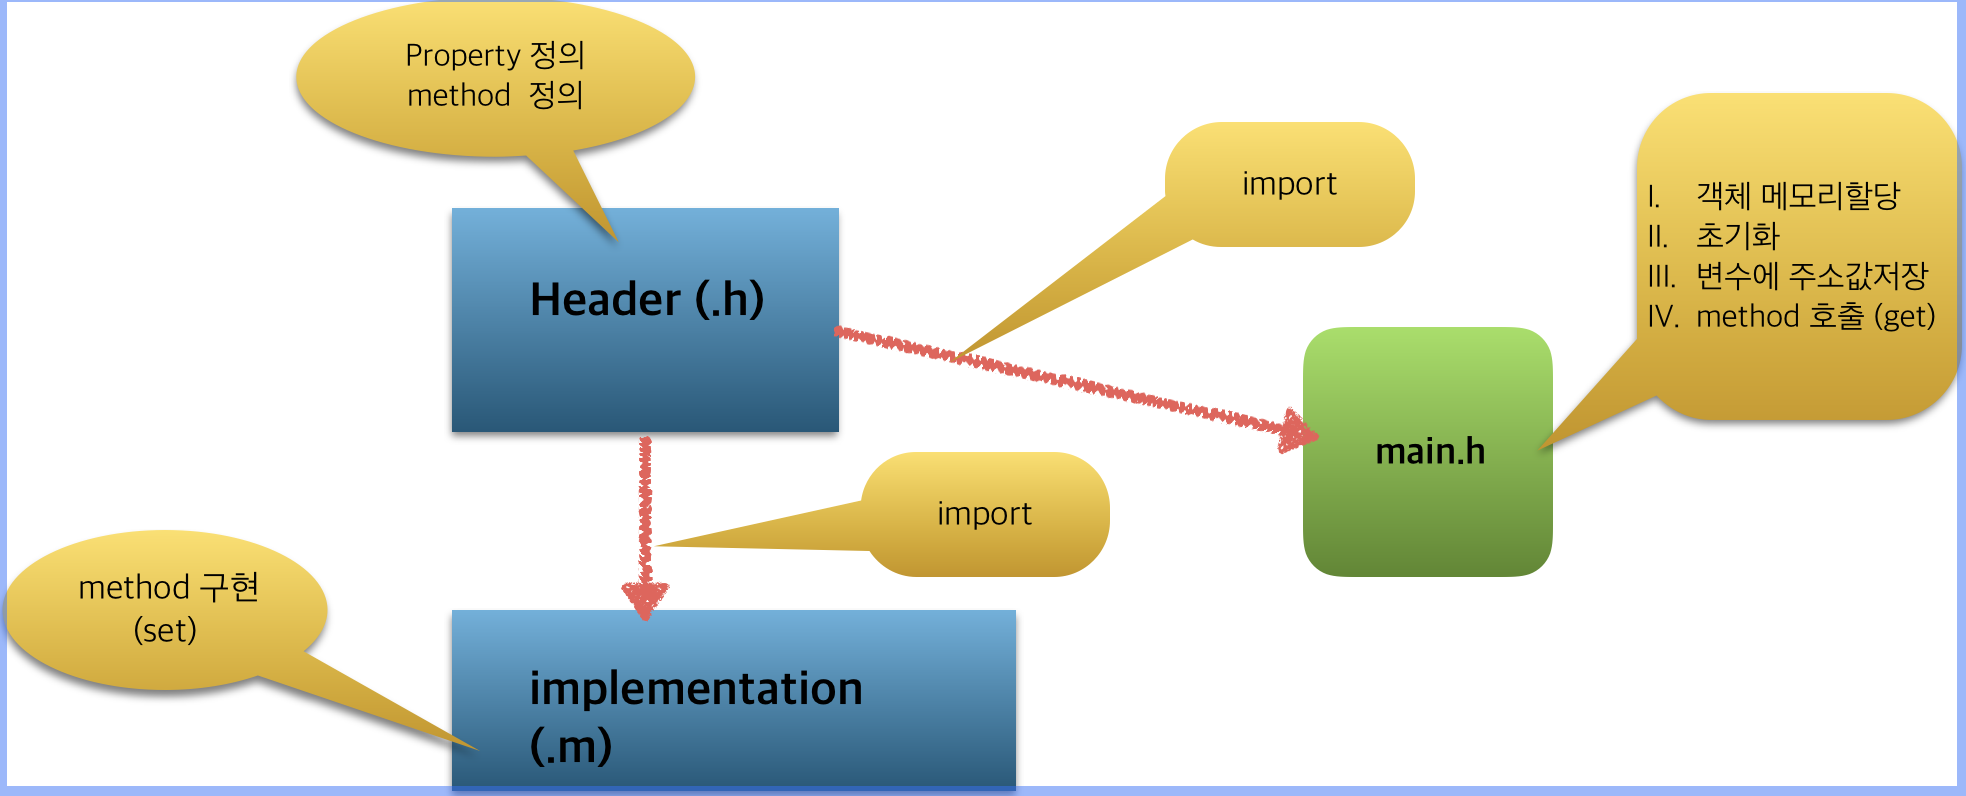 Property 정의
method 정의
import
I. 객체 메모리할당
II. 초기화
III. 변수에 주소값저장
IV. method 호출 (get)
Header (.h)
main.h
import
method 구현
(set)
implementation
(.m)